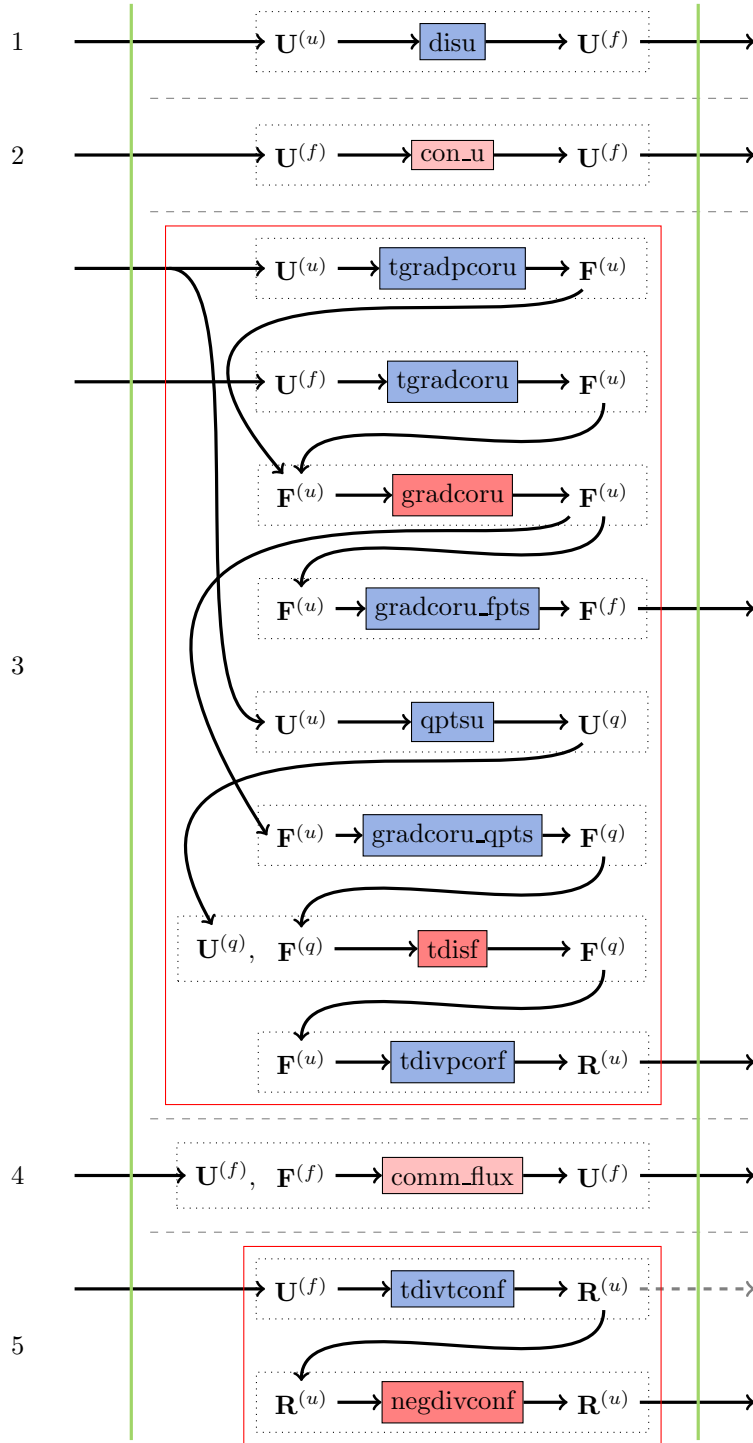 1 U^(u) disu U^(f)
2 U^(f) con_u U^(f)
U^(u) tgradpcoru F^(u)
U^(f) tgradcoru F^(u)
F^(u) gradcoru F^(u)
F^(u) gradcoru_fpts F^(f)
3
U^(u) qptsu U^(q)
F^(u) gradcoru_qpts F^(q)
U^(q), F^(q) tdisf F^(q)
F^(u) tdivpcorf R^(u)
4 U^(f), F^(f) comm_flux U^(f)
U^(f) tdivtconf R^(u)
5
R^(u) negdivconf R^(u)